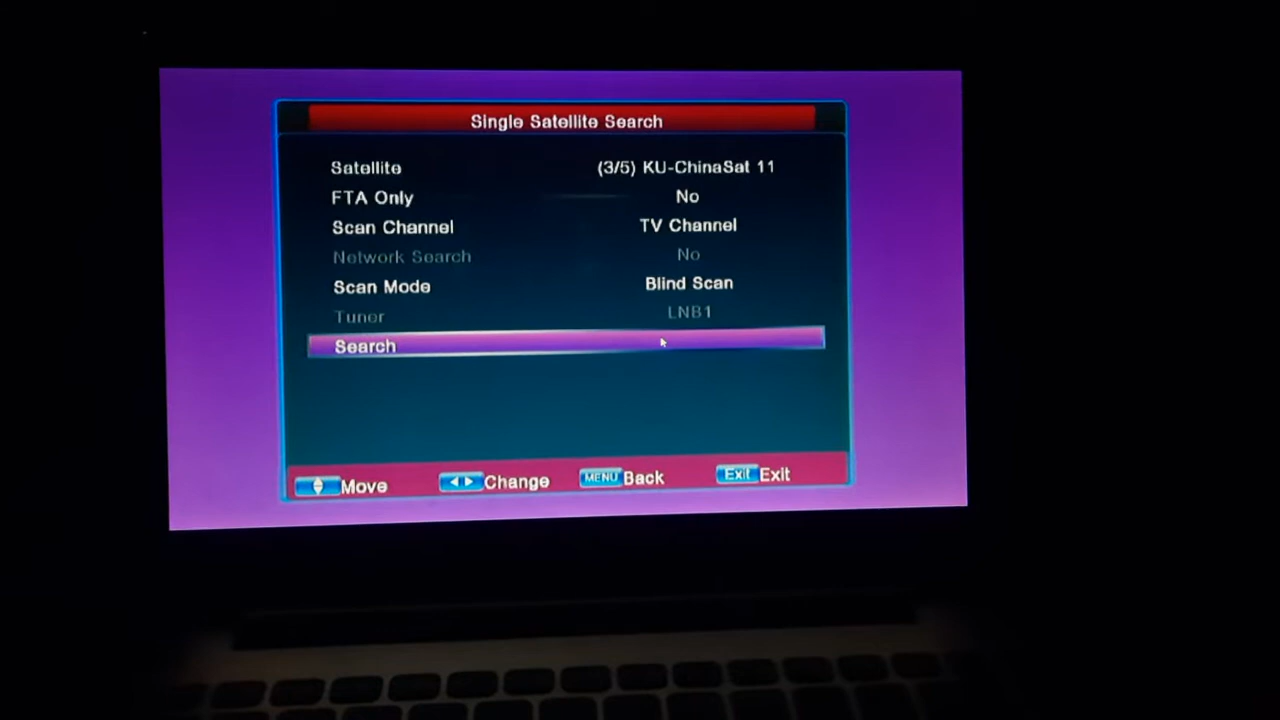 Single Satellite Search
Satellite (3/5) KU-ChinaSat 11
FTA Only No
Scan Channel TV Channel
Network Search No
Scan Mode Blind Scan
Tuner LNB1
Search
Move Change MENU Back Exit Exit